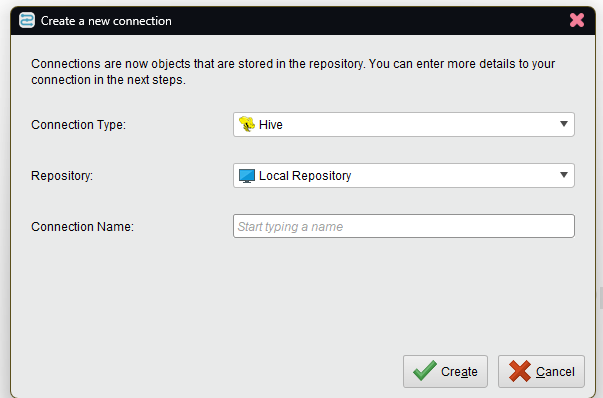 Create a new connection
Connections are now objects that are stored in the repository. You can enter more details to your
connection in the next steps.
Connection Type:
Hive
Repository:
Local Repository
Connection Name:
Start typing a name
Create
Cancel